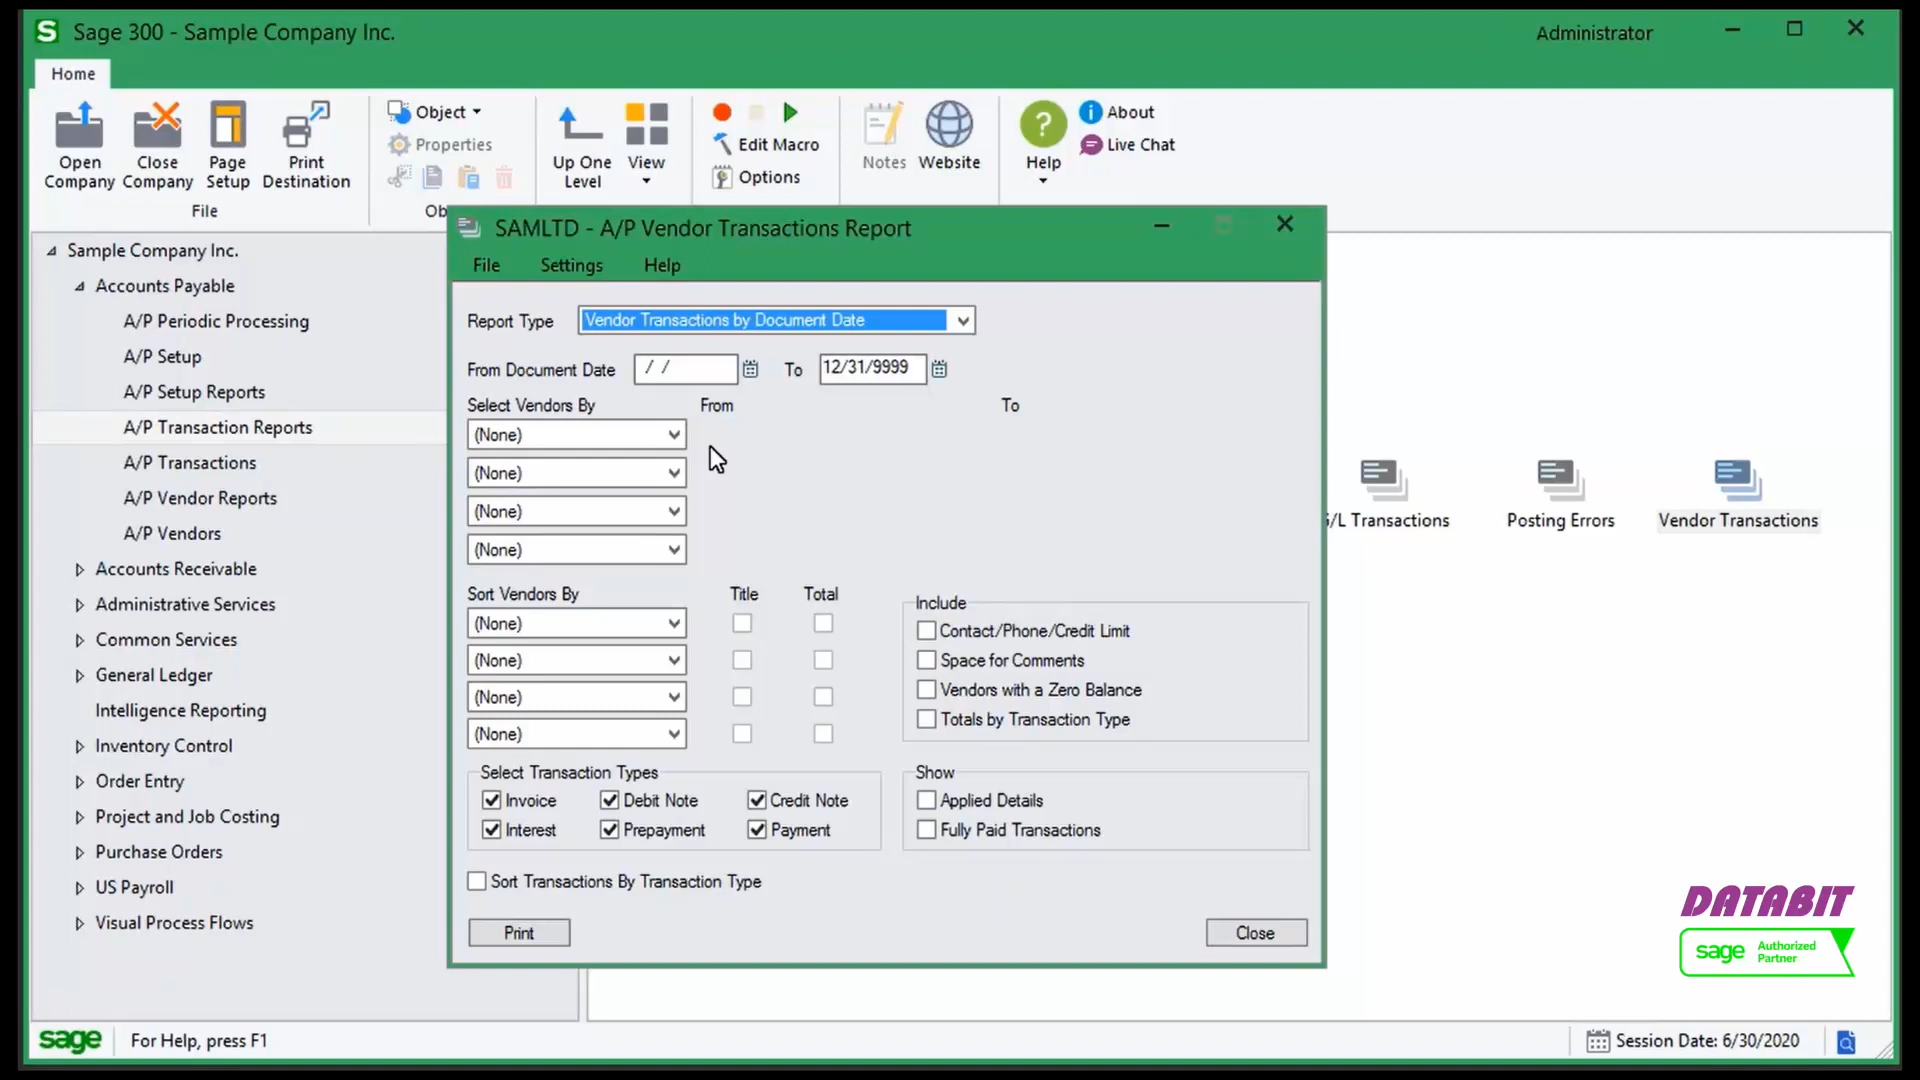 S Sage 300 - Sample Company Inc.
Administrator
Home
Open Company
Close Company
Page Setup
Print Destination
File
Object
Properties
Ob
Up One Level
View
Edit Macro
Options
Notes
Website
Help
About
Live Chat
Sample Company Inc.
Accounts Payable
A/P Periodic Processing
A/P Setup
A/P Setup Reports
A/P Transaction Reports
A/P Transactions
A/P Vendor Reports
A/P Vendors
Accounts Receivable
Administrative Services
Common Services
General Ledger
Intelligence Reporting
Inventory Control
Order Entry
Project and Job Costing
Purchase Orders
US Payroll
Visual Process Flows
SAMLTD - A/P Vendor Transactions Report
File Settings Help
Report Type Vendor Transactions by Document Date
From Document Date / / To 12/31/9999
Select Vendors By From To
(None)
(None)
(None)
(None)
Sort Vendors By Title Total
(None)
(None)
(None)
(None)
Include
Contact/Phone/Credit Limit
Space for Comments
Vendors with a Zero Balance
Totals by Transaction Type
Select Transaction Types
Invoice Debit Note Credit Note
Interest Prepayment Payment
Show
Applied Details
Fully Paid Transactions
Sort Transactions By Transaction Type
Print Close
/L Transactions
Posting Errors
Vendor Transactions
DATABIT
sage Authorized Partner
sage For Help, press F1
Session Date: 6/30/2020